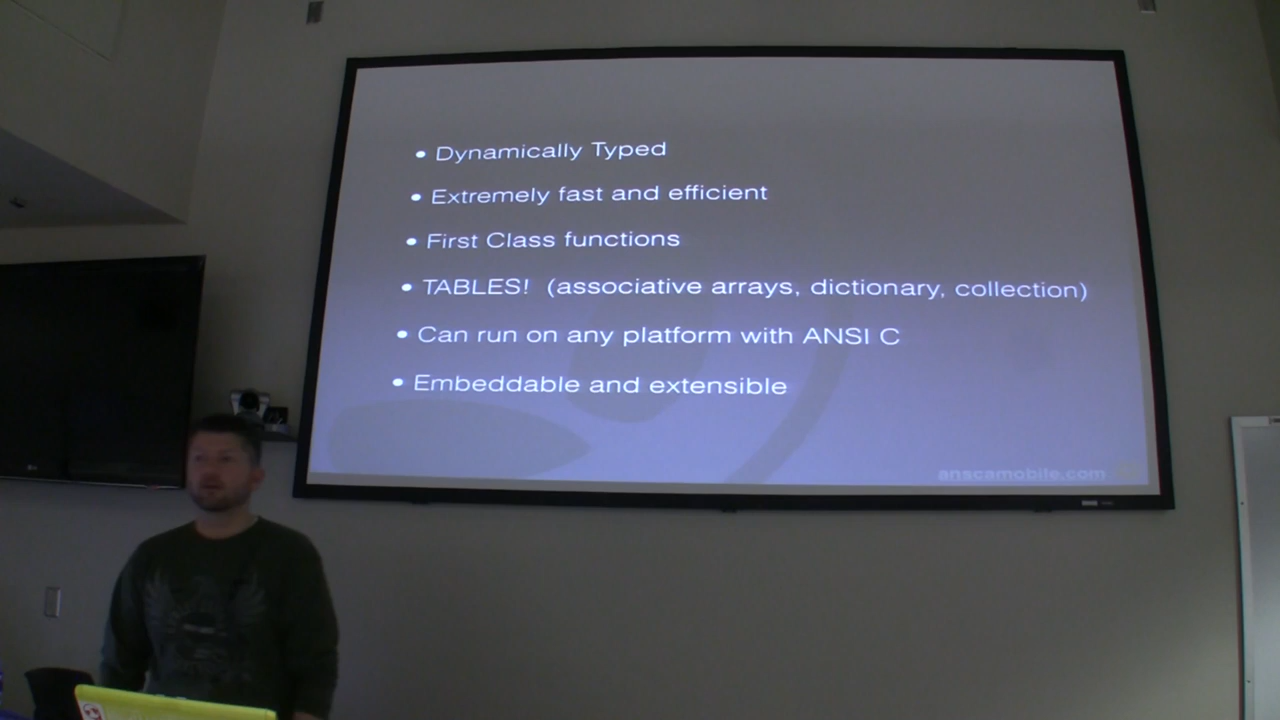 • Dynamically Typed
• Extremely fast and efficient
• First Class functions
• TABLES! (associative arrays, dictionary, collection)
• Can run on any platform with ANSI C
• Embeddable and extensible
anscamobile.com